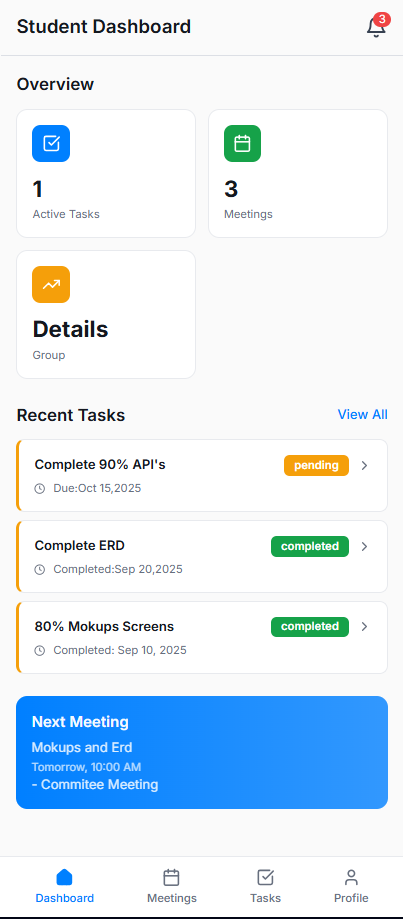 Student Dashboard
3
Overview
1
Active Tasks
3
Meetings
Details
Group
Recent Tasks
View All
Complete 90% API's
pending
Due:Oct 15,2025
Complete ERD
completed
Completed:Sep 20,2025
80% Mokups Screens
completed
Completed: Sep 10, 2025
Next Meeting
Mokups and Erd
Tomorrow, 10:00 AM
- Commitee Meeting
Dashboard
Meetings
Tasks
Profile